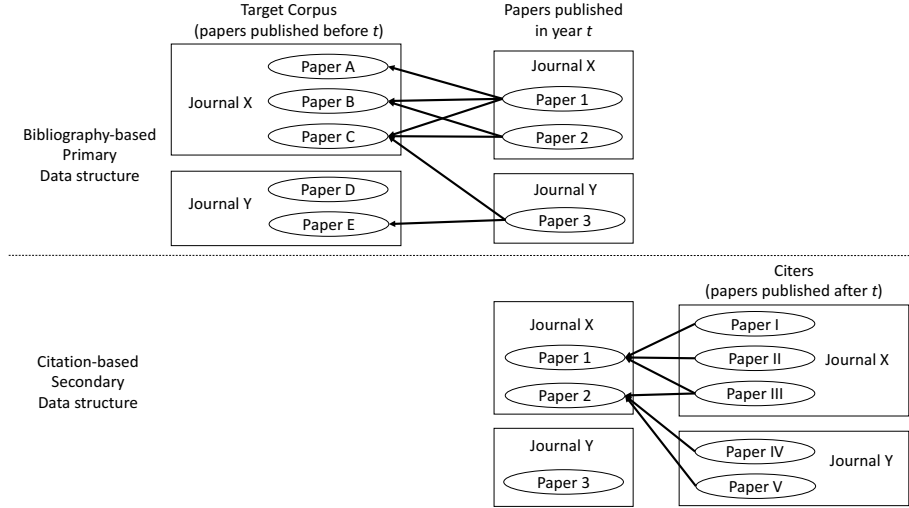 Target Corpus
(papers published before t)
Papers published
in year t
Bibliography-based
Primary
Data structure
Journal X
Paper A
Paper B
Paper C
Journal Y
Paper D
Paper E
Journal X
Paper 1
Paper 2
Journal Y
Paper 3
Citers
(papers published after t)
Citation-based
Secondary
Data structure
Journal X
Paper 1
Paper 2
Journal Y
Paper 3
Paper I
Paper II
Paper III
Journal X
Paper IV
Paper V
Journal Y